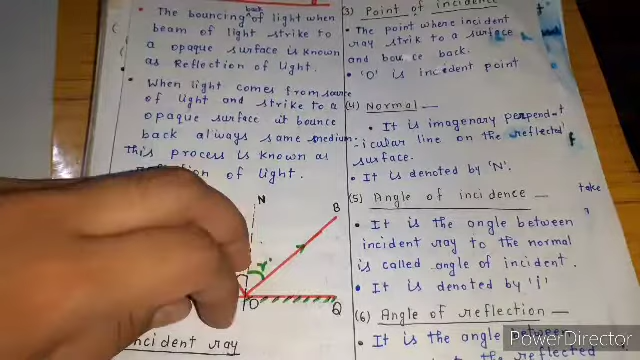 • The bouncing back of light when
beam of light strike to
a opaque surface is known
as Reflection of Light.
• When light comes from
of light and strike to a
opaque surface it bounce
back always same medium.
This process is known as
of light.
N
B
r
O
Q
incident ray
3) Point of incidence
• The point where incident
ray strik to a surface
and bounce back.
• 'O' is incident point
(4) Normal —
• It is imagenary perpend
icular line on the reflected
surface.
• It is denoted by 'N'.
(5) Angle of incidence —
take
• It is the angle between
incident ray to the normal
is called angle of incident.
• It is denoted by 'i'
(6) Angle of reflection —
• It is the angle between
the reflected
PowerDirector